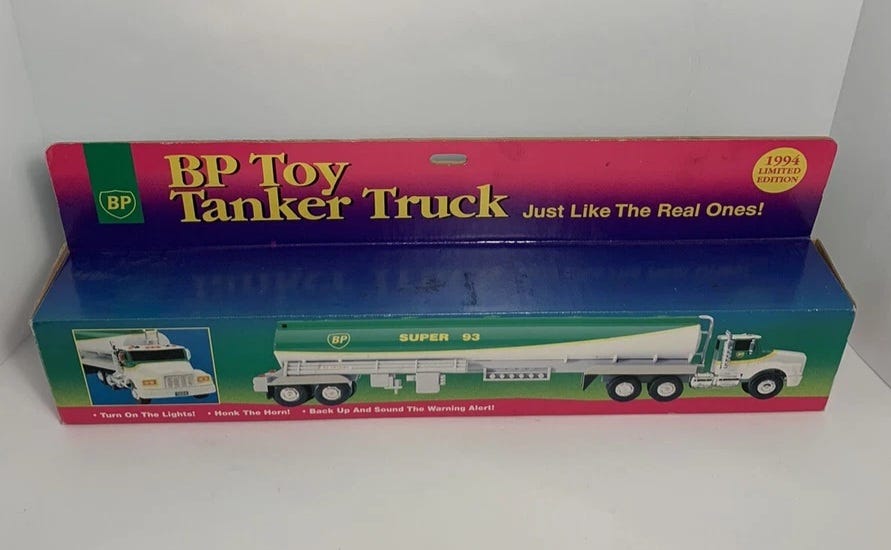 BP
BP Toy
Tanker Truck
Just Like The Real Ones!
1994
LIMITED
EDITION
BP
SUPER 93
• Turn On The Lights! • Honk The Horn! • Back Up And Sound The Warning Alert!